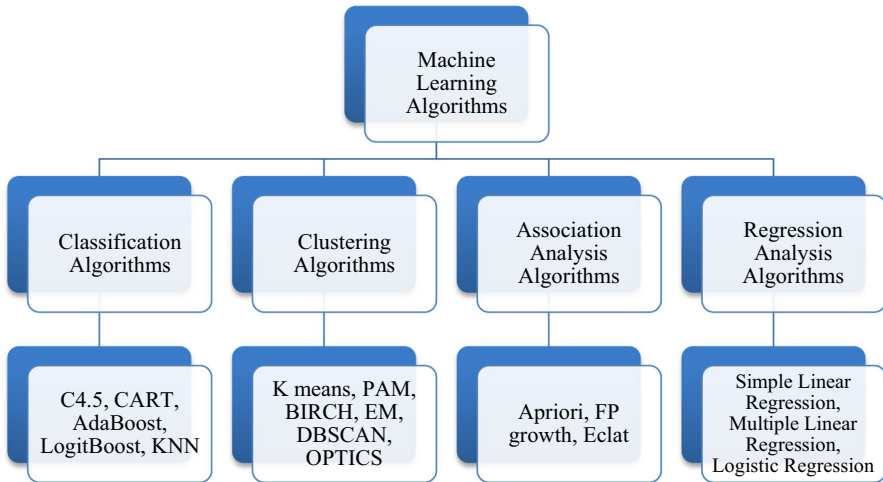 Machine
Learning
Algorithms
Classification
Algorithms
Clustering
Algorithms
Association
Analysis
Algorithms
Regression
Analysis
Algorithms
C4.5, CART,
AdaBoost,
LogitBoost, KNN
K means, PAM,
BIRCH, EM,
DBSCAN,
OPTICS
Apriori, FP
growth, Eclat
Simple Linear
Regression,
Multiple Linear
Regression,
Logistic Regression